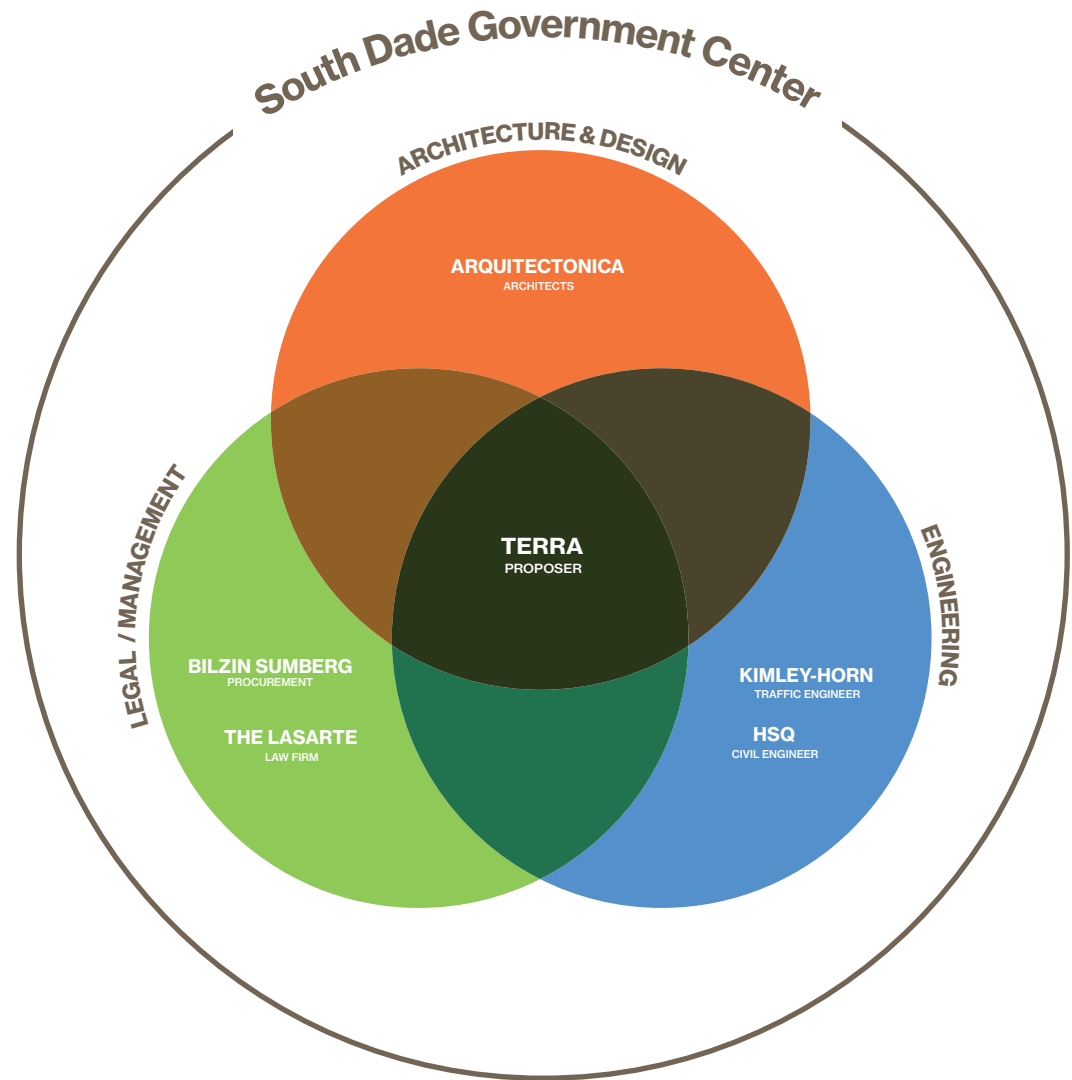 South Dade Government Center
ARCHITECTURE & DESIGN
ARQUITECTONICA
ARCHITECTS
LEGAL / MANAGEMENT
ENGINEERING
TERRA
PROPOSER
BILZIN SUMBERG
PROCUREMENT
THE LASARTE
LAW FIRM
KIMLEY-HORN
TRAFFIC ENGINEER
HSQ
CIVIL ENGINEER